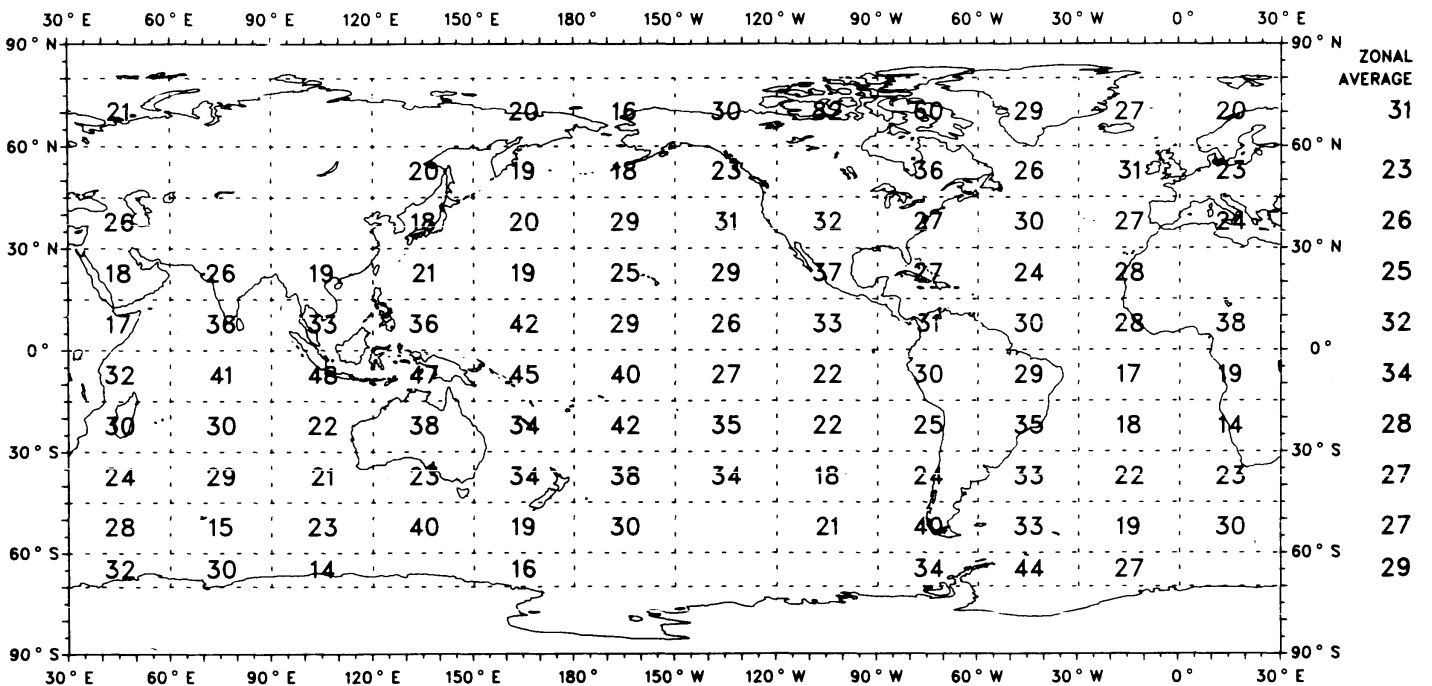 30° E 60° E 90° E 120° E 150° E 180° 150° W 120° W 90° W 60° W 30° W 0° 30° E
90° N 90° N
ZONAL
AVERAGE
21 20 16 30 82 60 29 27 20 31
60° N 60° N
20 19 18 23 36 26 31 23 23
26 18 20 29 31 32 27 30 27 24 26
30° N 30° N
18 26 19 21 19 25 29 37 27 24 28 25
17 36 33 36 42 29 26 33 31 30 28 38 32
0° 0°
32 41 48 47 45 40 27 22 30 29 17 19 34
30 30 22 38 34 42 35 22 25 35 18 14 28
30° S 30° S
24 29 21 23 34 38 34 18 24 33 22 23 27
28 15 23 40 19 30 21 40 33 19 30 27
60° S 60° S
32 30 14 16 34 44 27 29
90° S 90° S
30° E 60° E 90° E 120° E 150° E 180° 150° W 120° W 90° W 60° W 30° W 0° 30° E